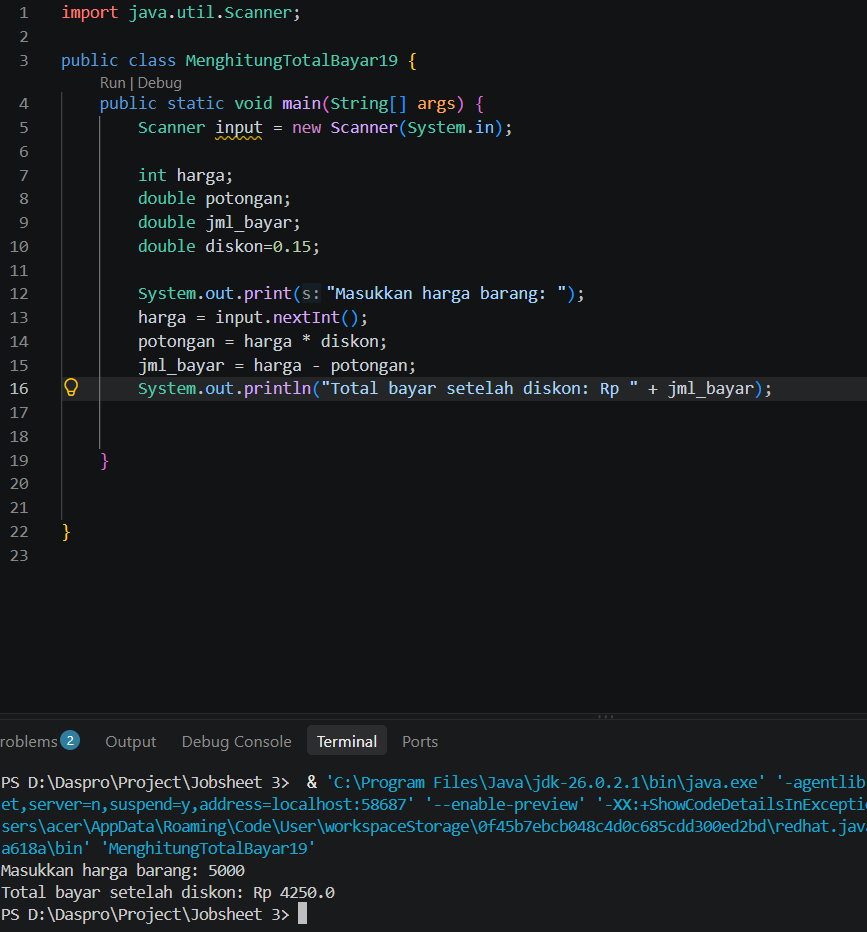 1 import java.util.Scanner;
2
3 public class MenghitungTotalBayar19 {
Run | Debug
4 public static void main(String[] args) {
5 Scanner input = new Scanner(System.in);
6
7 int harga;
8 double potongan;
9 double jml_bayar;
10 double diskon=0.15;
11
12 System.out.print(s: "Masukkan harga barang: ");
13 harga = input.nextInt();
14 potongan = harga * diskon;
15 jml_bayar = harga - potongan;
16 System.out.println("Total bayar setelah diskon: Rp " + jml_bayar);
17
18
19 }
20
21
22 }
23
roblems 2 Output Debug Console Terminal Ports
PS D:\Daspro\Project\Jobsheet 3> & 'C:\Program Files\Java\jdk-26.0.2.1\bin\java.exe' '-agentlib
et,server=n,suspend=y,address=localhost:58687' '--enable-preview' '-XX:+ShowCodeDetailsInExcepti
sers\acer\AppData\Roaming\Code\User\workspaceStorage\0f45b7ebcb048c4d0c685cdd300ed2bd\redhat.jav
a618a\bin' 'MenghitungTotalBayar19'
Masukkan harga barang: 5000
Total bayar setelah diskon: Rp 4250.0
PS D:\Daspro\Project\Jobsheet 3>